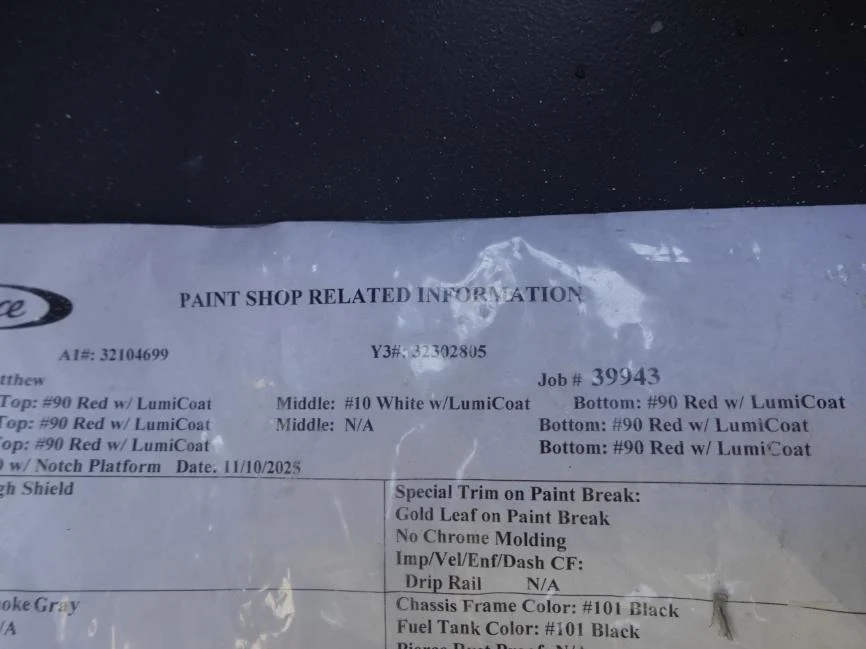 ce
PAINT SHOP RELATED INFORMATION
A1#: 32104699 Y3#: 32302805
tthew Job # 39943
Top: #90 Red w/ LumiCoat Middle: #10 White w/LumiCoat Bottom: #90 Red w/ LumiCoat
Top: #90 Red w/ LumiCoat Middle: N/A Bottom: #90 Red w/ LumiCoat
op: #90 Red w/ LumiCoat Bottom: #90 Red w/ LumiCoat
w/ Notch Platform Date: 11/10/2025
gh Shield
Special Trim on Paint Break:
Gold Leaf on Paint Break
No Chrome Molding
Imp/Vel/Enf/Dash CF:
Drip Rail N/A
oke Gray
/A
Chassis Frame Color: #101 Black
Fuel Tank Color: #101 Black